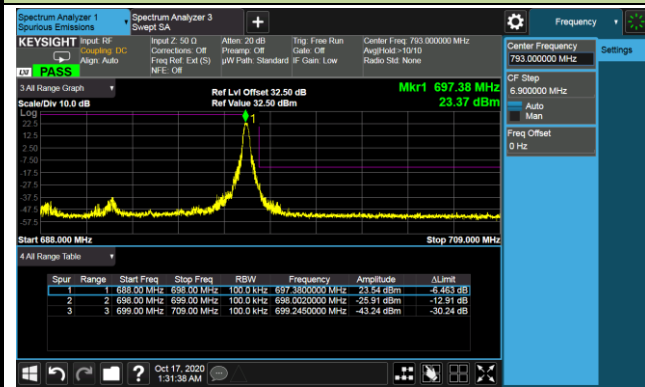 Spectrum Analyzer 1
Spurious Emissions
Spectrum Analyzer 3
Swept SA
Frequency
KEYSIGHT
Input: RF
Coupling: DC
Align: Auto
Input Z: 50 Ω
Corrections: Off
Freq Ref: Ext (S)
NFE: Off
Atten: 20 dB
Preamp: Off
µW Path: Standard
Trig: Free Run
Gate: Off
IF Gain: Low
Center Freq: 793.000000 MHz
Avg|Hold:>10/10
Radio Std: None
LXI PASS
3 All Range Graph
Scale/Div 10.0 dB
Ref Lvl Offset 32.50 dB
Ref Value 32.50 dBm
Mkr1 697.38 MHz
23.37 dBm
Log
22.5
12.5
2.50
-7.50
-17.5
-27.5
-37.5
-47.5
-57.5
1
Start 688.000 MHz
Stop 709.000 MHz
4 All Range Table
Spur Range Start Freq Stop Freq RBW Frequency Amplitude ΔLimit
1 1 688.00 MHz 698.00 MHz 100.0 kHz 697.3800000 MHz 23.54 dBm -6.463 dB
2 2 698.00 MHz 699.00 MHz 100.0 kHz 698.0020000 MHz -25.91 dBm -12.91 dB
3 3 699.00 MHz 709.00 MHz 100.0 kHz 699.2450000 MHz -43.24 dBm -30.24 dB
Oct 17, 2020
1:31:38 AM
Center Frequency
793.000000 MHz
Settings
CF Step
6.900000 MHz
Auto
Man
Freq Offset
0 Hz